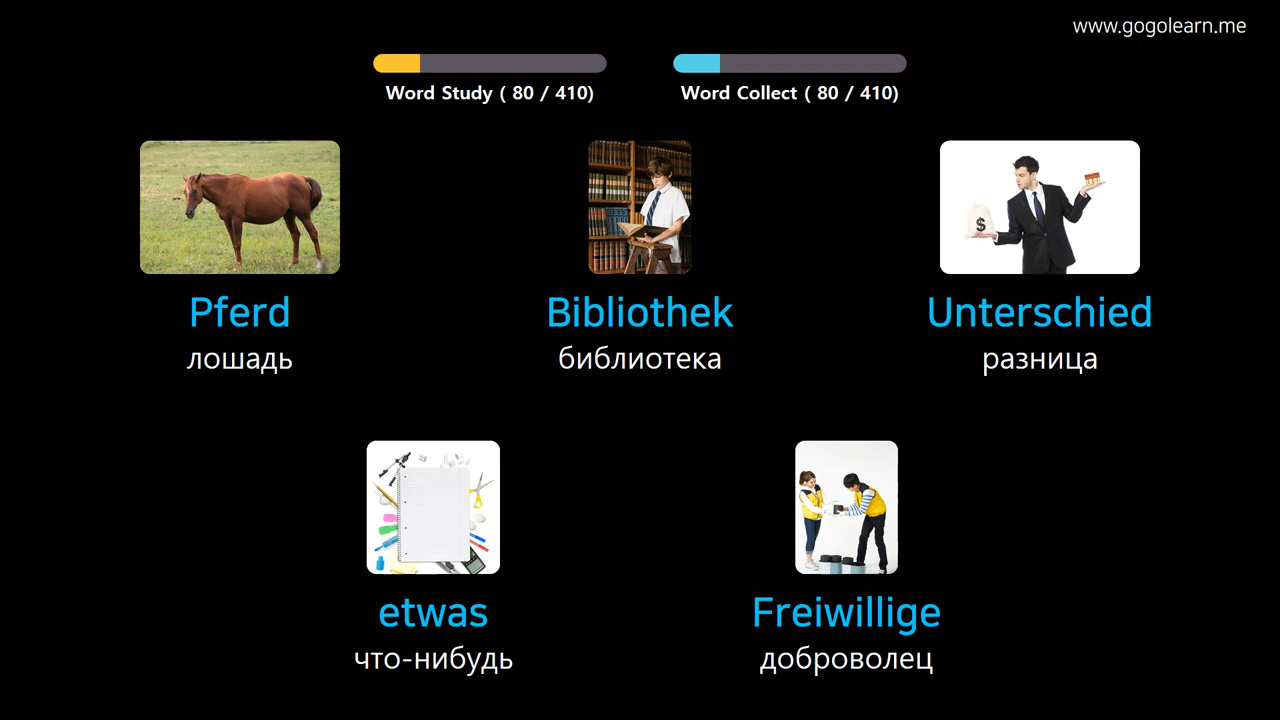 www.gogolearn.me
Word Study ( 80 / 410)
Word Collect ( 80 / 410)
Pferd
лошадь
Bibliothek
библиотека
Unterschied
разница
$
etwas
что-нибудь
Freiwillige
доброволец